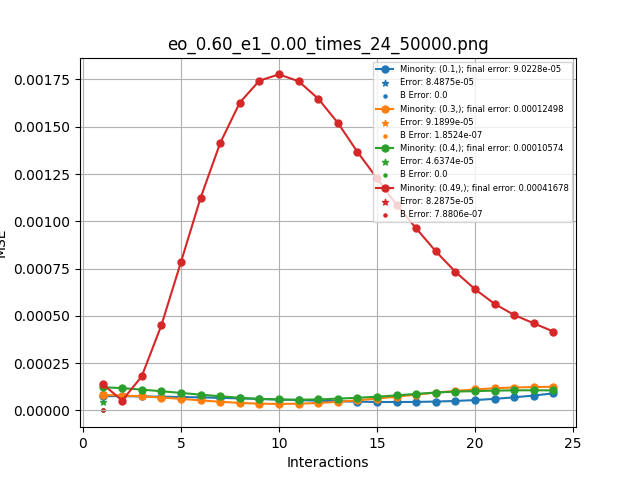 eo_0.60_e1_0.00_times_24_50000.png
Minority: (0.1,); final error: 9.0228e-05
Error: 8.4875e-05
B Error: 0.0
Minority: (0.3,); final error: 0.00012498
Error: 9.1899e-05
B Error: 1.8524e-07
Minority: (0.4,); final error: 0.00010574
Error: 4.6374e-05
B Error: 0.0
Minority: (0.49,); final error: 0.00041678
Error: 8.2875e-05
B Error: 7.8806e-07
0.00175
0.00150
0.00125
0.00100
0.00075
0.00050
0.00025
0.00000
MSE
0 5 10 15 20 25
Interactions